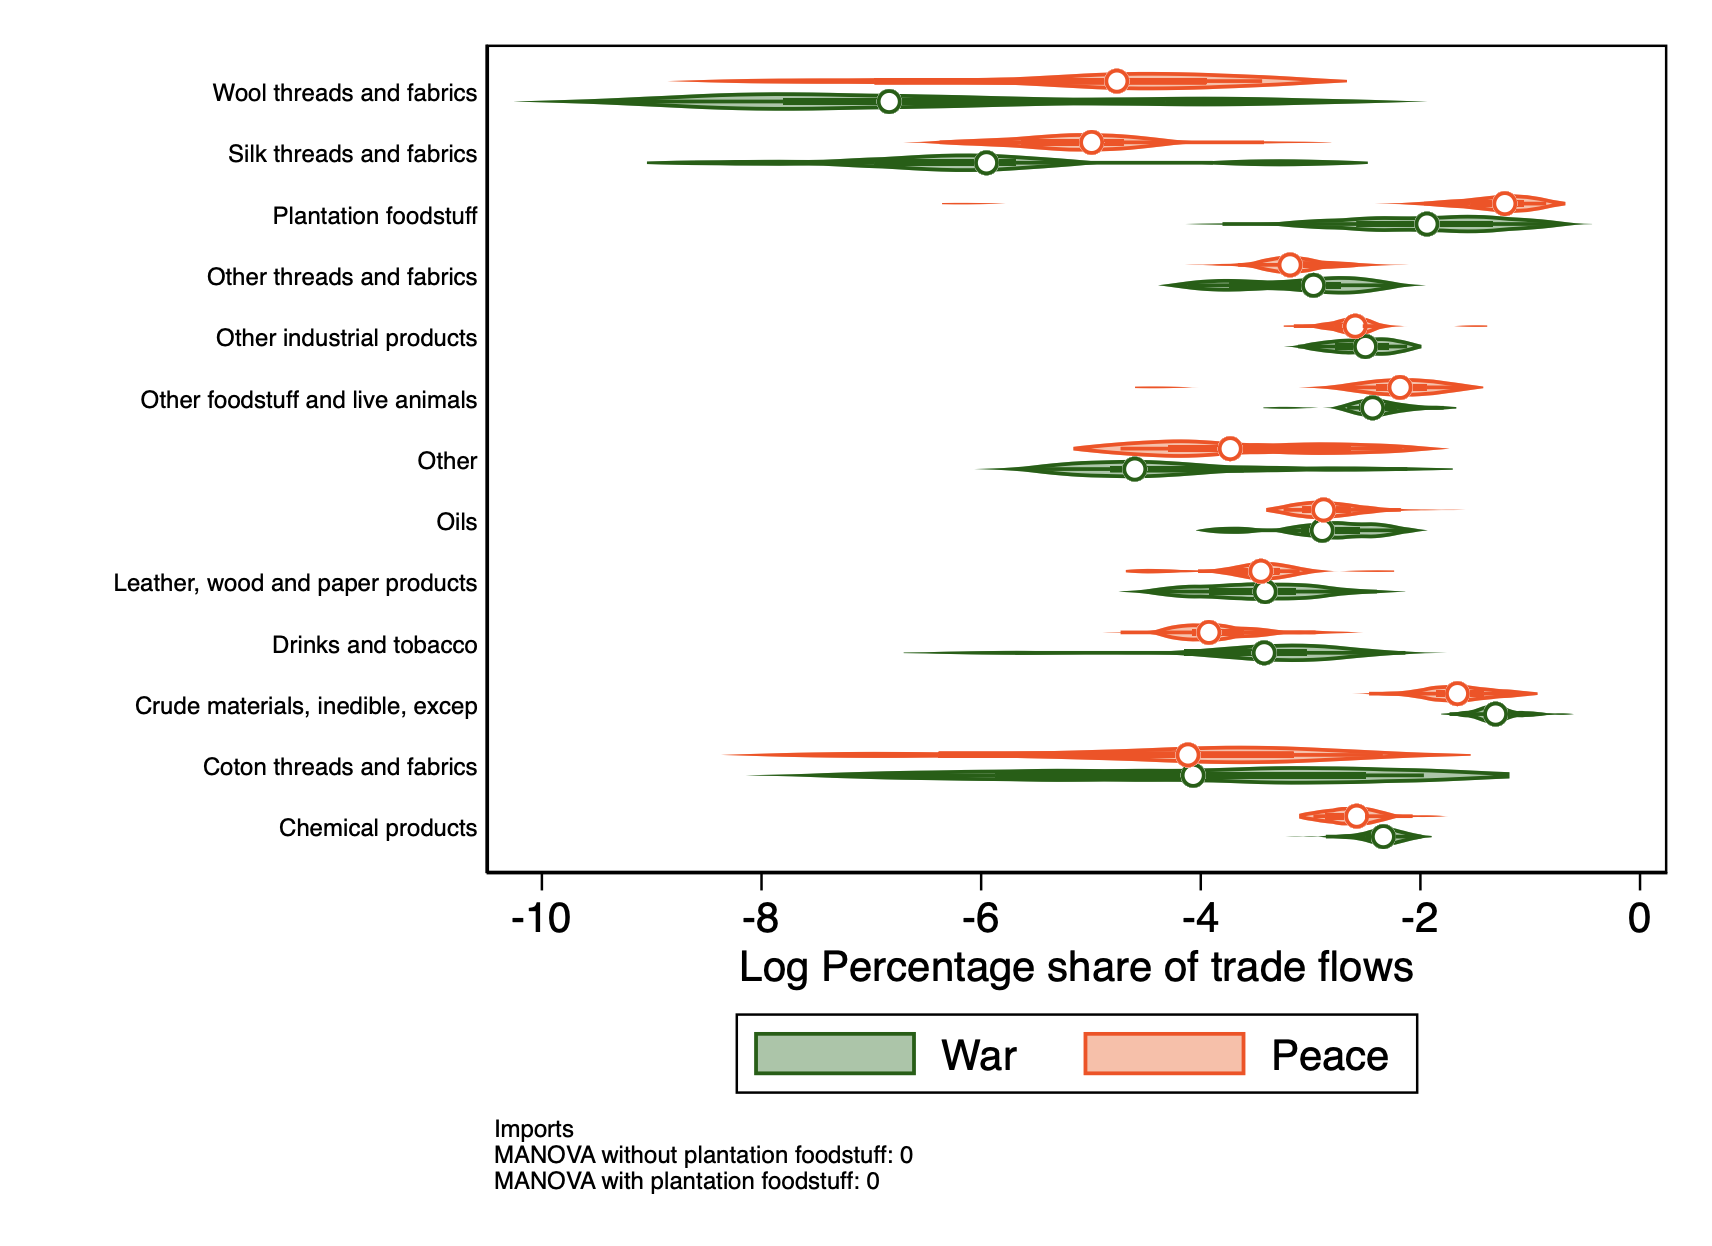 Wool threads and fabrics
Silk threads and fabrics
Plantation foodstuff
Other threads and fabrics
Other industrial products
Other foodstuff and live animals
Other
Oils
Leather, wood and paper products
Drinks and tobacco
Crude materials, inedible, excep
Coton threads and fabrics
Chemical products
-10 -8 -6 -4 -2 0
Log Percentage share of trade flows
War Peace
Imports
MANOVA without plantation foodstuff: 0
MANOVA with plantation foodstuff: 0